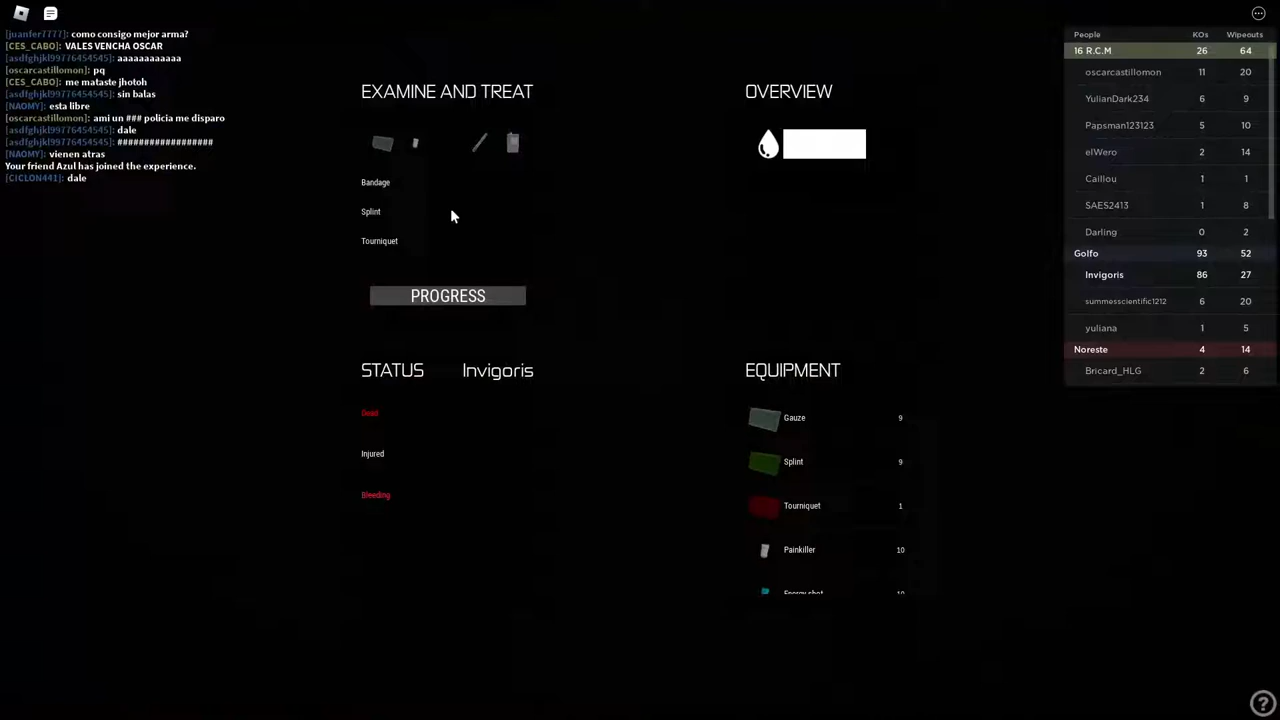 [juanfer7777]: como consigo mejor arma?
[CES_CABO]: VALES VENCHA OSCAR
[asdfghjkl99776454545]: aaaaaaaaaaaa
[oscarcastillomon]: pq
[CES_CABO]: me mataste jhotoh
[asdfghjkl99776454545]: sin balas
[NAOMY]: esta libre
[oscarcastillomon]: ami un ### policia me disparo
[asdfghjkl99776454545]: dale
[asdfghjkl99776454545]: #################
[NAOMY]: vienen atras
Your friend Azul has joined the experience.
[CICLON441]: dale
EXAMINE AND TREAT
Bandage
Splint
Tourniquet
PROGRESS
STATUS Invigoris
Dead
Injured
Bleeding
OVERVIEW
EQUIPMENT
Gauze 9
Splint 9
Tourniquet 1
Painkiller 10
Energy shot 10
People KOs Wipeouts
16 R.C.M 26 64
oscarcastillomon 11 20
YulianDark234 6 9
Papsman123123 5 10
elWero 2 14
Caillou 1 1
SAES2413 1 8
Darling 0 2
Golfo 93 52
Invigoris 86 27
summesscientific1212 6 20
yuliana 1 5
Noreste 4 14
Bricard_HLG 2 6
?